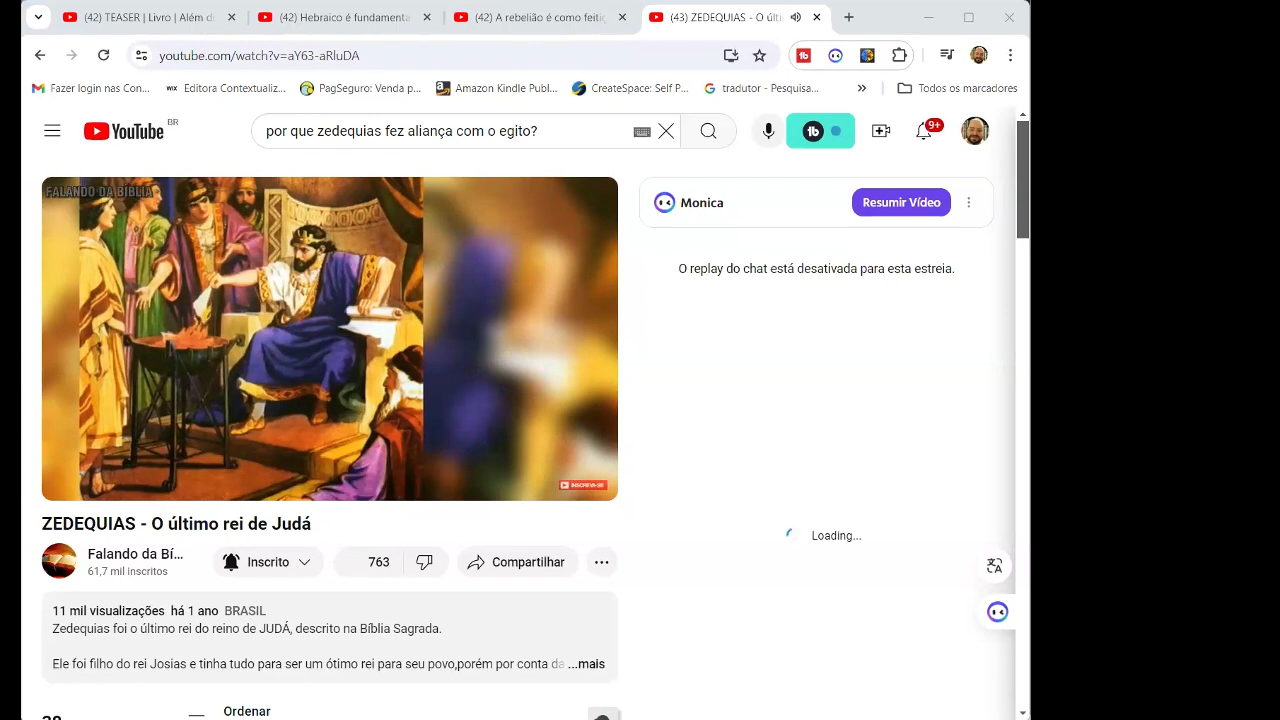 (42) TEASER | Livro | Além d
(42) Hebraico é fundamenta
(42) A rebelião é como feitiç
(43) ZEDEQUIAS - O últi
youtube.com/watch?v=aY63-aRluDA
Fazer login nas Con...
WIX Editora Contextualiz...
PagSeguro: Venda p...
Amazon Kindle Publ...
CreateSpace: Self P...
tradutor - Pesquisa...
Todos os marcadores
YouTube BR
por que zedequias fez aliança com o egito?
9+
FALANDO DA BÍBLIA
INSCREVA-SE
Monica
Resumir Vídeo
O replay do chat está desativada para esta estreia.
Loading...
ZEDEQUIAS - O último rei de Judá
Falando da Bí...
61,7 mil inscritos
Inscrito
763
Compartilhar
11 mil visualizações há 1 ano BRASIL
Zedequias foi o último rei do reino de JUDA, descrito na Bíblia Sagrada.
Ele foi filho do rei Josias e tinha tudo para ser um ótimo rei para seu povo,porém por conta da ...mais
Ordenar